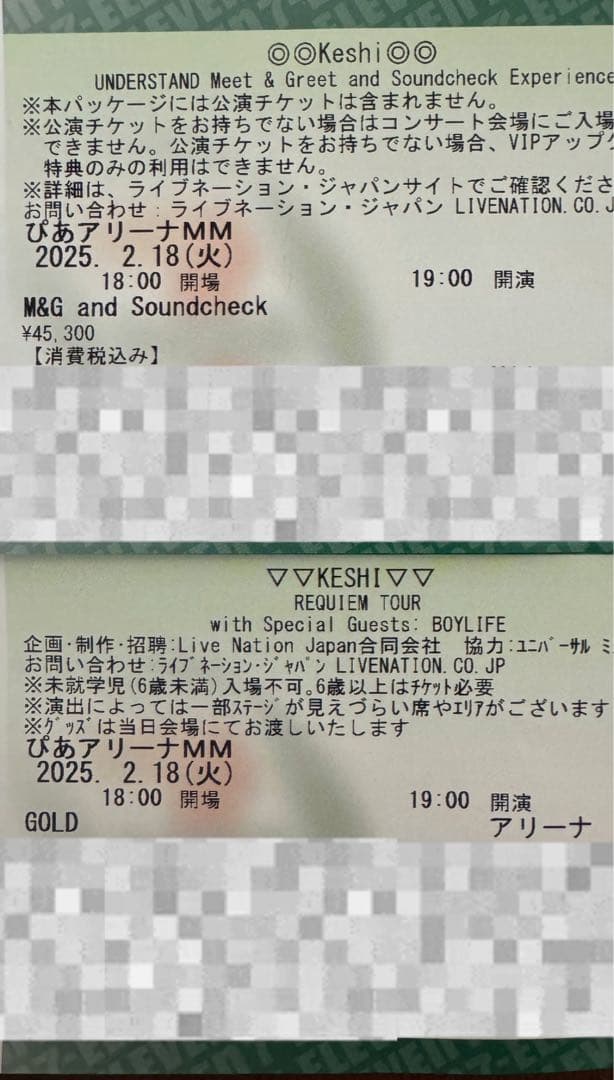 7-ELEVEN
◎◎Keshi◎◎
UNDERSTAND Meet & Greet and Soundcheck Experience
※本パッケージには公演チケットは含まれません。
※公演チケットをお持ちでない場合はコンサート会場にご入場
できません。公演チケットをお持ちでない場合、VIPアップグ
特典のみの利用はできません。
※詳細は、ライブネーション・ジャパンサイトでご確認くださ
お問い合わせ:ライブネーション・ジャパン LIVENATION.CO.J
ぴあアリーナMM
2025. 2.18(火)
18:00 開場 19:00 開演
M&G and Soundcheck
¥45,300
【消費税込み】
7-ELEVEN
▽▽KESHI▽▽
REQUIEM TOUR
with Special Guests: BOYLIFE
企画・制作・招聘:Live Nation Japan合同会社 協力:ﾕﾆﾊﾞｰｻﾙ ﾐ
お問い合わせ:ﾗｲﾌﾞﾈｰｼｮﾝ･ｼﾞｬﾊﾟﾝ LIVENATION.CO.JP
※未就学児(6歳未満)入場不可。6歳以上はﾁｹｯﾄ必要
※演出によっては一部ｽﾃｰｼﾞが見えづらい席やｴﾘｱがございます
※ｸﾞｯｽﾞは当日会場にてお渡しいたします
ぴあアリーナMM
2025. 2.18(火)
18:00 開場 19:00 開演
GOLD アリーナ
7-ELEVEN